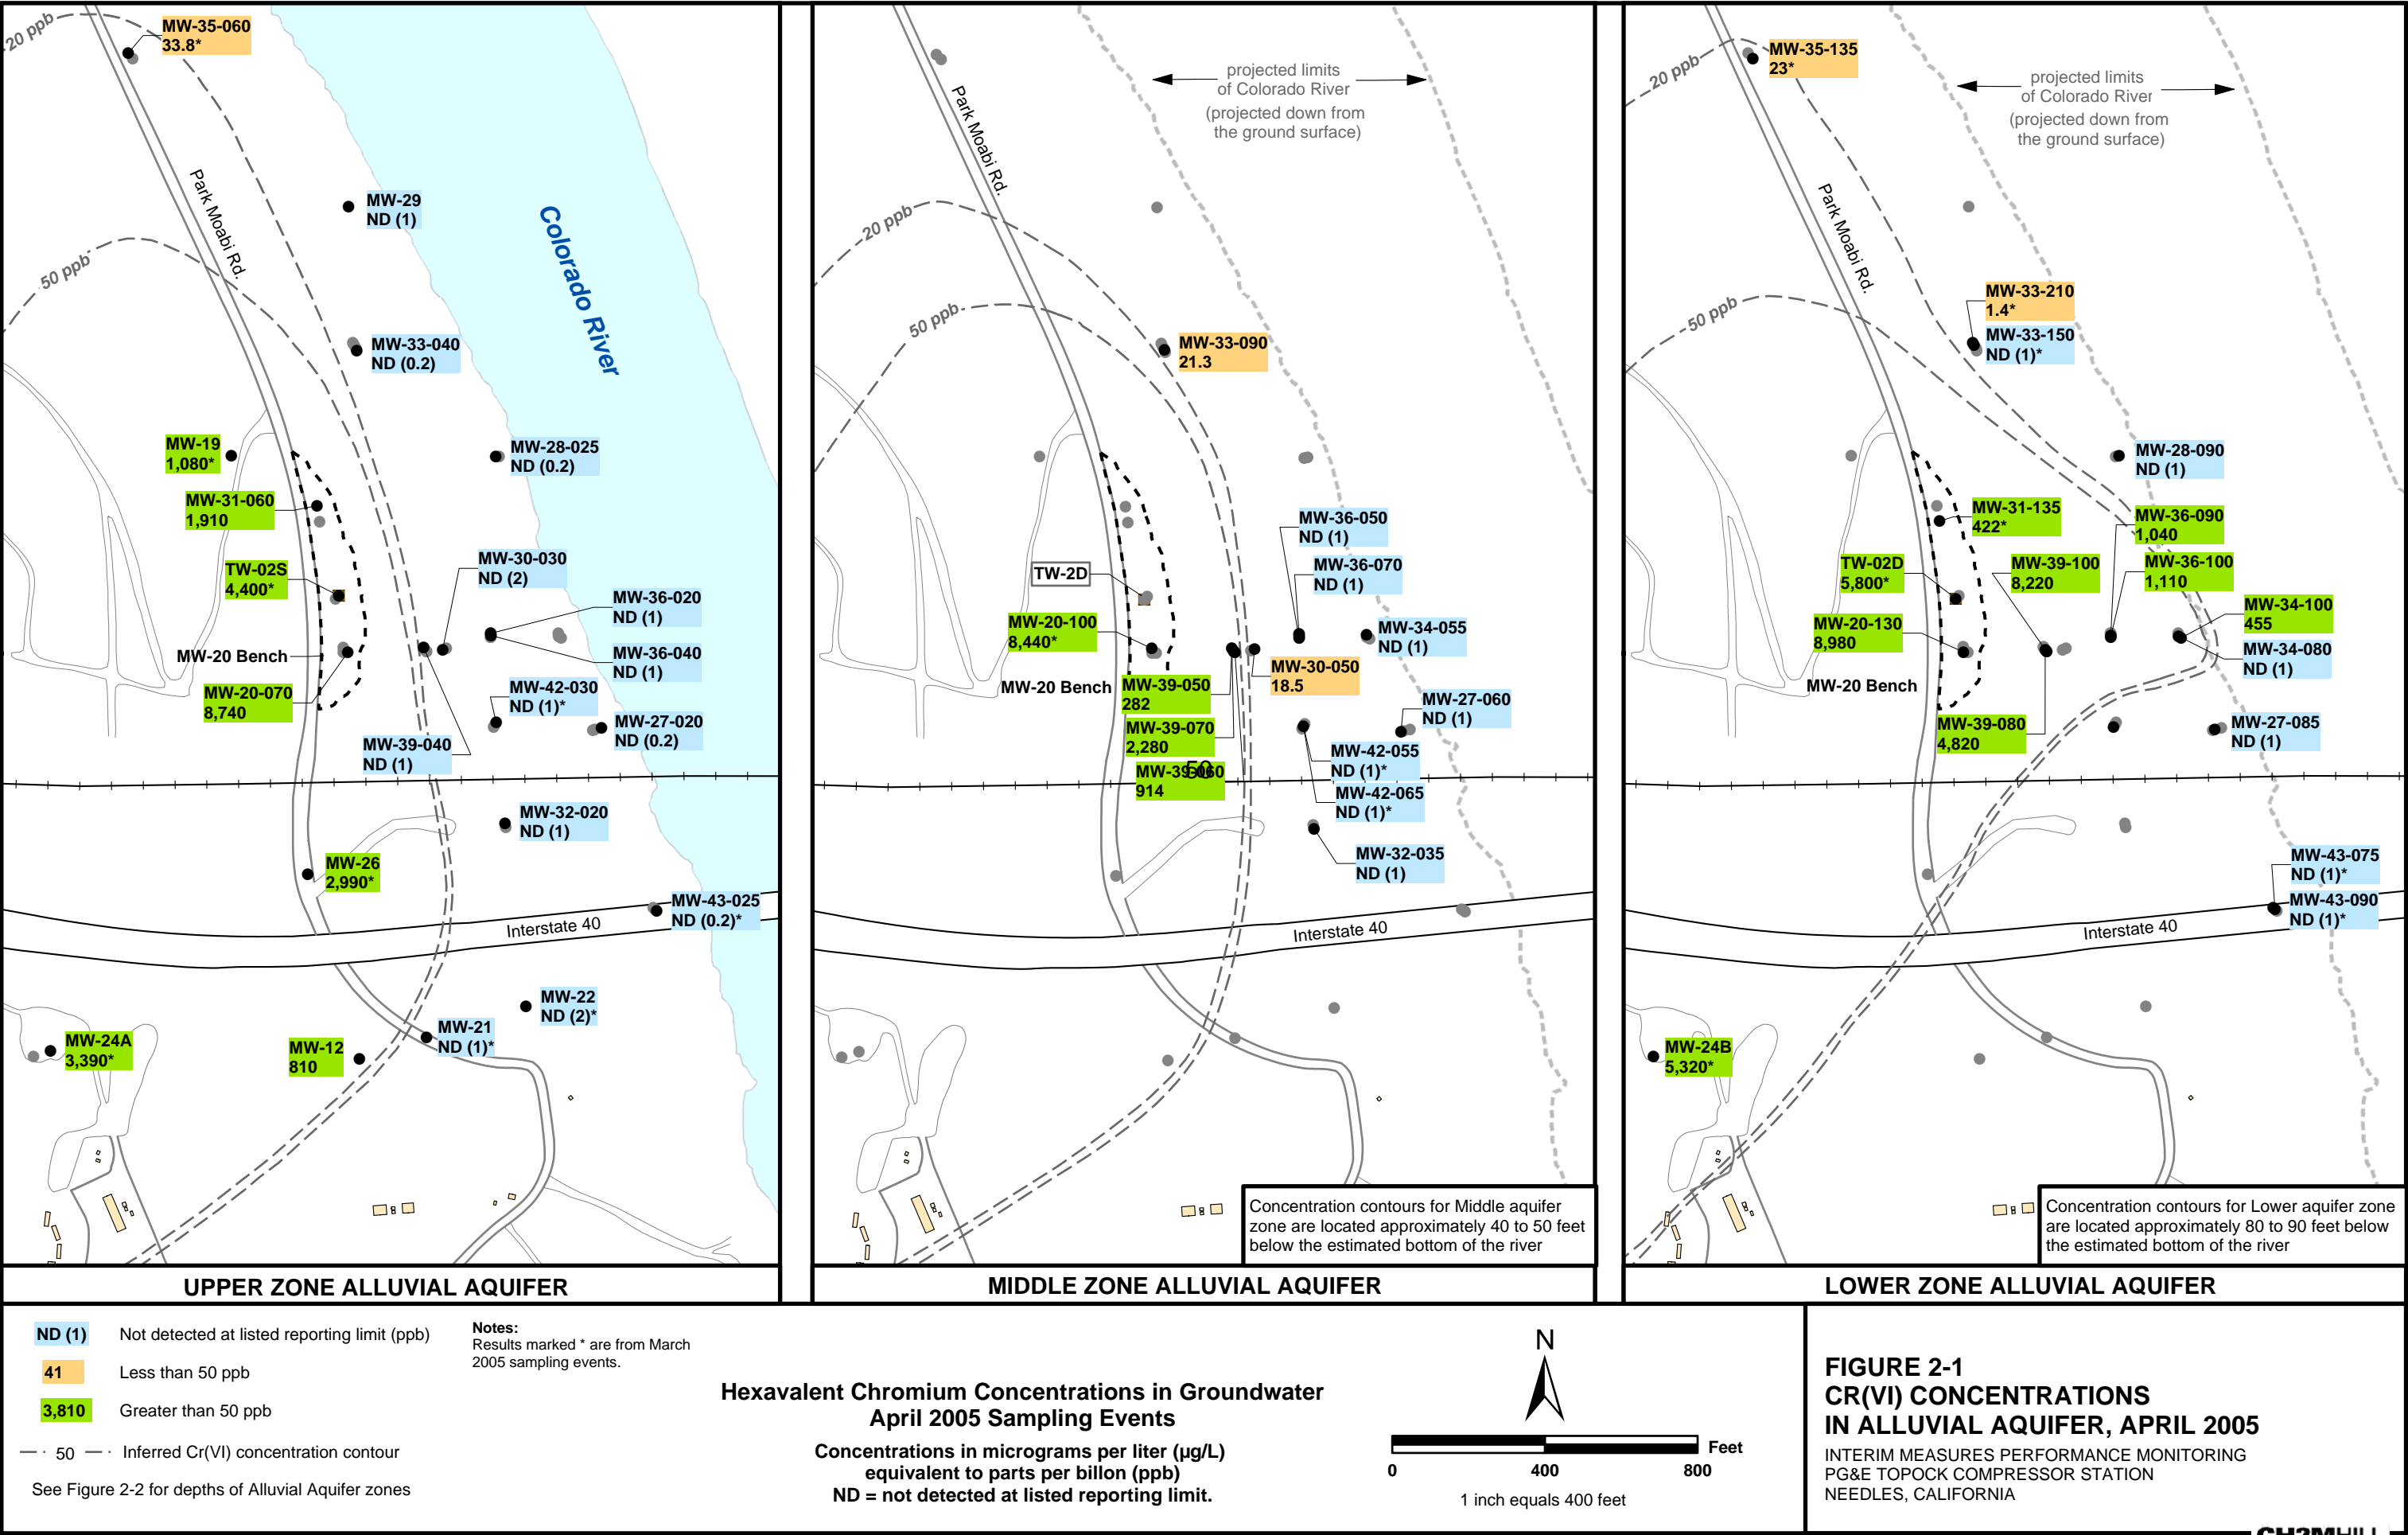 20 ppb
MW-35-060
33.8*
Park Moabi Rd.
MW-29
ND (1)
Colorado River
50 ppb
MW-33-040
ND (0.2)
MW-19
1,080*
MW-28-025
ND (0.2)
MW-31-060
1,910
MW-30-030
ND (2)
TW-02S
4,400*
MW-36-020
ND (1)
MW-20 Bench
MW-36-040
ND (1)
MW-20-070
8,740
MW-42-030
ND (1)*
MW-27-020
ND (0.2)
MW-39-040
ND (1)
MW-32-020
ND (1)
MW-26
2,990*
MW-43-025
ND (0.2)*
Interstate 40
MW-22
ND (2)*
MW-21
ND (1)*
MW-24A
3,390*
MW-12
810
UPPER ZONE ALLUVIAL AQUIFER
projected limits
of Colorado River
(projected down from
the ground surface)
Park Moabi Rd.
20 ppb
50 ppb
MW-33-090
21.3
MW-36-050
ND (1)
MW-36-070
ND (1)
TW-2D
MW-20-100
8,440*
MW-34-055
ND (1)
MW-30-050
18.5
MW-20 Bench
MW-39-050
282
MW-27-060
ND (1)
MW-39-070
2,280
MW-42-055
ND (1)*
MW-39-060
914
50
MW-42-065
ND (1)*
MW-32-035
ND (1)
Interstate 40
Concentration contours for Middle aquifer
zone are located approximately 40 to 50 feet
below the estimated bottom of the river
MIDDLE ZONE ALLUVIAL AQUIFER
20 ppb
MW-35-135
23*
projected limits
of Colorado River
(projected down from
the ground surface)
Park Moabi Rd.
50 ppb
MW-33-210
1.4*
MW-33-150
ND (1)*
MW-28-090
ND (1)
MW-31-135
422*
MW-36-090
1,040
TW-02D
5,800*
MW-39-100
8,220
MW-36-100
1,110
MW-34-100
455
MW-20-130
8,980
MW-34-080
ND (1)
MW-20 Bench
MW-39-080
4,820
MW-27-085
ND (1)
MW-43-075
ND (1)*
MW-43-090
ND (1)*
Interstate 40
MW-24B
5,320*
Concentration contours for Lower aquifer zone
are located approximately 80 to 90 feet below
the estimated bottom of the river
LOWER ZONE ALLUVIAL AQUIFER
ND (1) Not detected at listed reporting limit (ppb)
41 Less than 50 ppb
3,810 Greater than 50 ppb
50 Inferred Cr(VI) concentration contour
See Figure 2-2 for depths of Alluvial Aquifer zones
Notes:
Results marked * are from March
2005 sampling events.
Hexavalent Chromium Concentrations in Groundwater
April 2005 Sampling Events
Concentrations in micrograms per liter (µg/L)
equivalent to parts per billon (ppb)
ND = not detected at listed reporting limit.
N
Feet
0 400 800
1 inch equals 400 feet
FIGURE 2-1
CR(VI) CONCENTRATIONS
IN ALLUVIAL AQUIFER, APRIL 2005
INTERIM MEASURES PERFORMANCE MONITORING
PG&E TOPOCK COMPRESSOR STATION
NEEDLES, CALIFORNIA
CH2MHILL